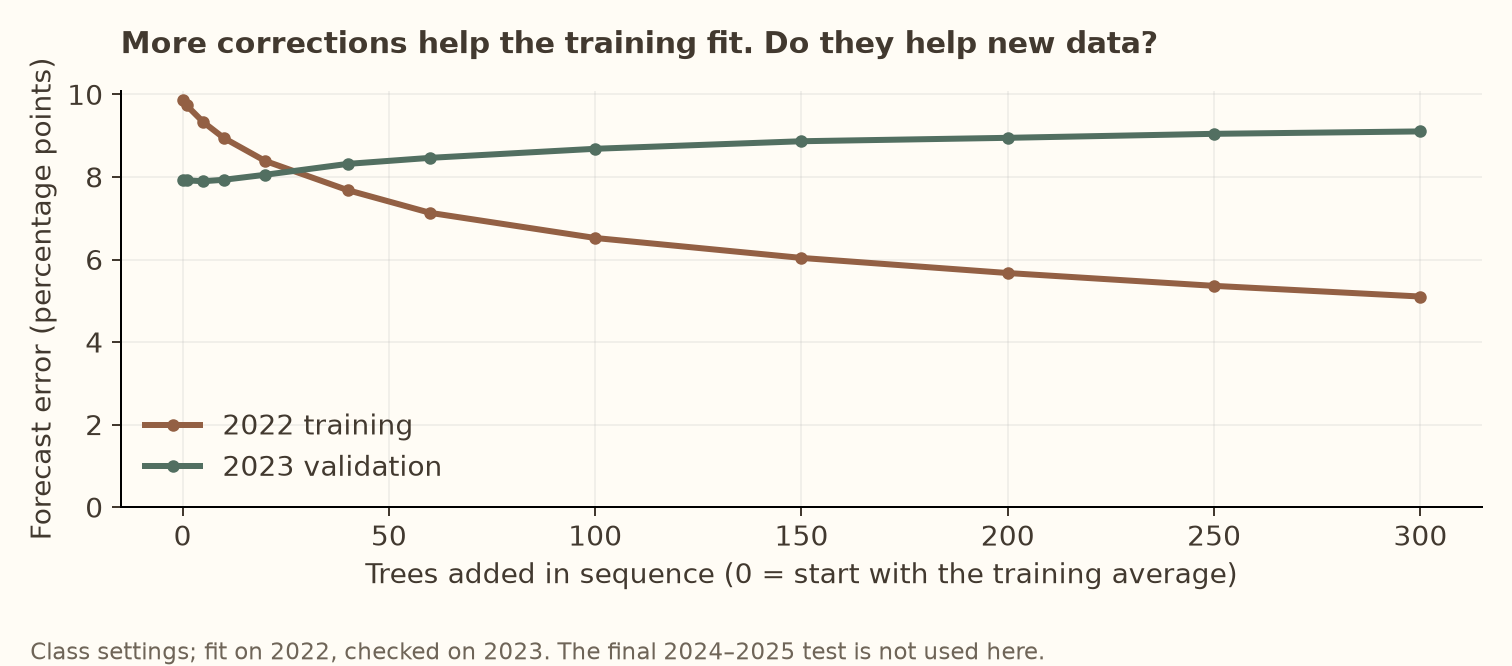 More corrections help the training fit. Do they help new data?
Forecast error (percentage points)
10
8
6
4
2
0
2022 training
2023 validation
0 50 100 150 200 250 300
Trees added in sequence (0 = start with the training average)
Class settings; fit on 2022, checked on 2023. The final 2024–2025 test is not used here.